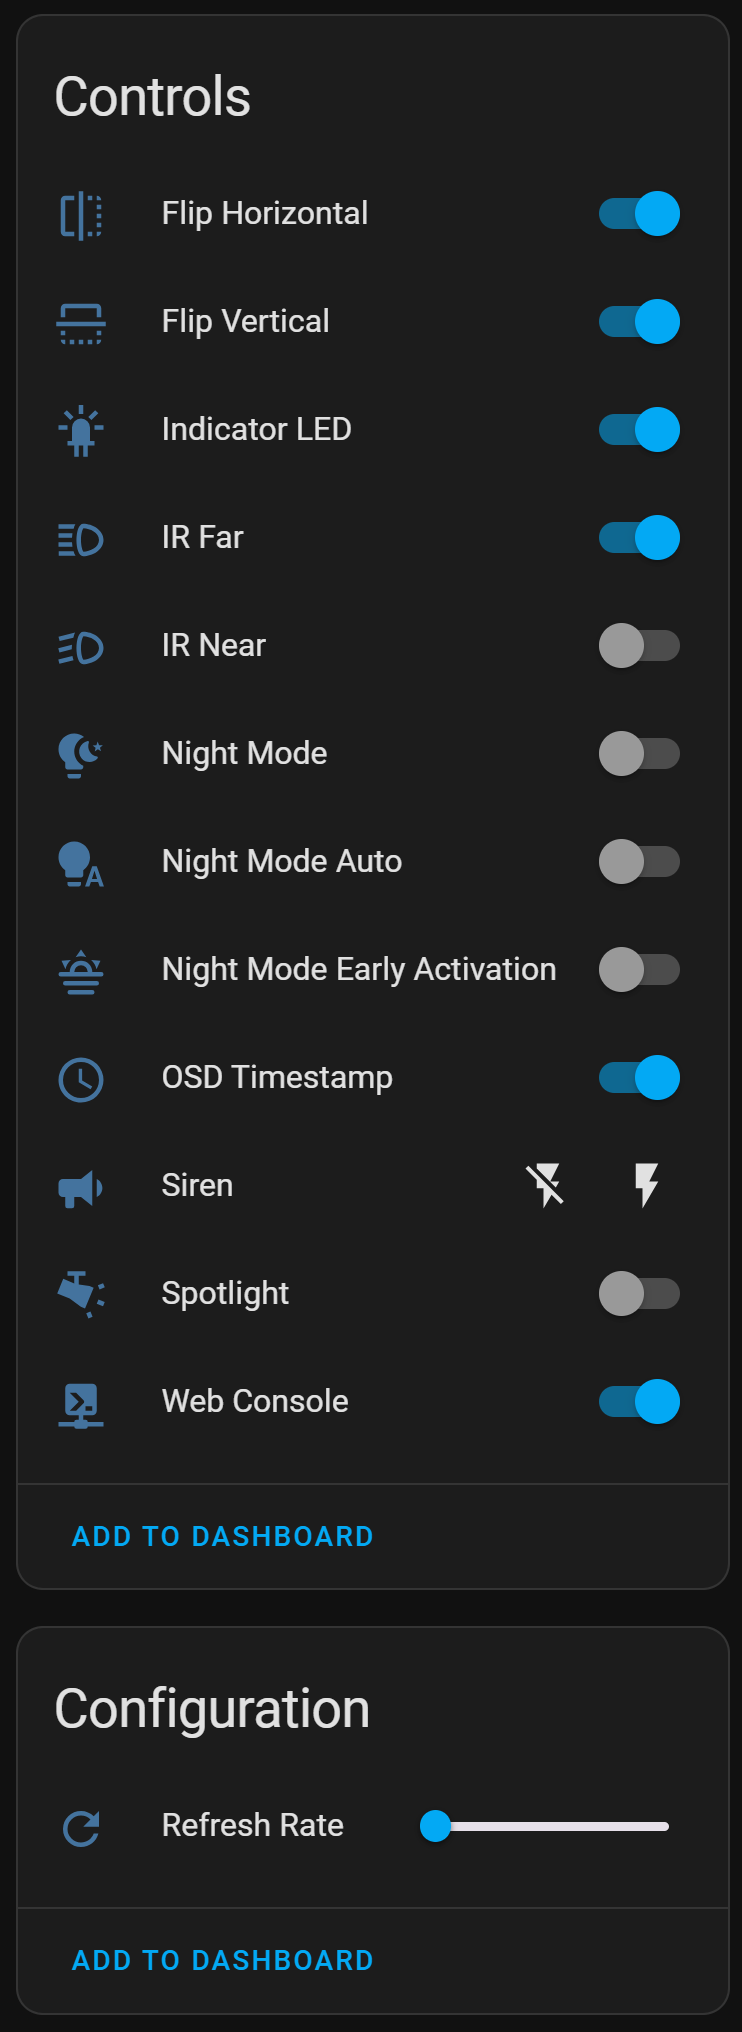 Controls
Flip Horizontal
Flip Vertical
Indicator LED
IR Far
IR Near
Night Mode
Night Mode Auto
Night Mode Early Activation
OSD Timestamp
Siren
Spotlight
Web Console
ADD TO DASHBOARD
Configuration
Refresh Rate
ADD TO DASHBOARD